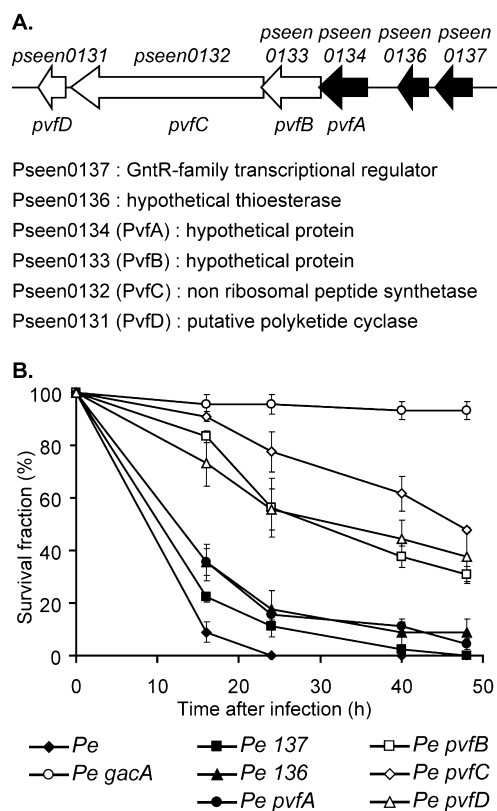 A.
pseen pseen pseen pseen
pseen0131 pseen0132 0133 0134 0136 0137
pvfD pvfC pvfB pvfA
Pseen0137 : GntR-family transcriptional regulator
Pseen0136 : hypothetical thioesterase
Pseen0134 (PvfA) : hypothetical protein
Pseen0133 (PvfB) : hypothetical protein
Pseen0132 (PvfC) : non ribosomal peptide synthetase
Pseen0131 (PvfD) : putative polyketide cyclase
B.
Survival fraction (%)
100
80
60
40
20
0
0 10 20 30 40 50
Time after infection (h)
Pe Pe 137 Pe pvfB
Pe gacA Pe 136 Pe pvfC
Pe pvfA Pe pvfD